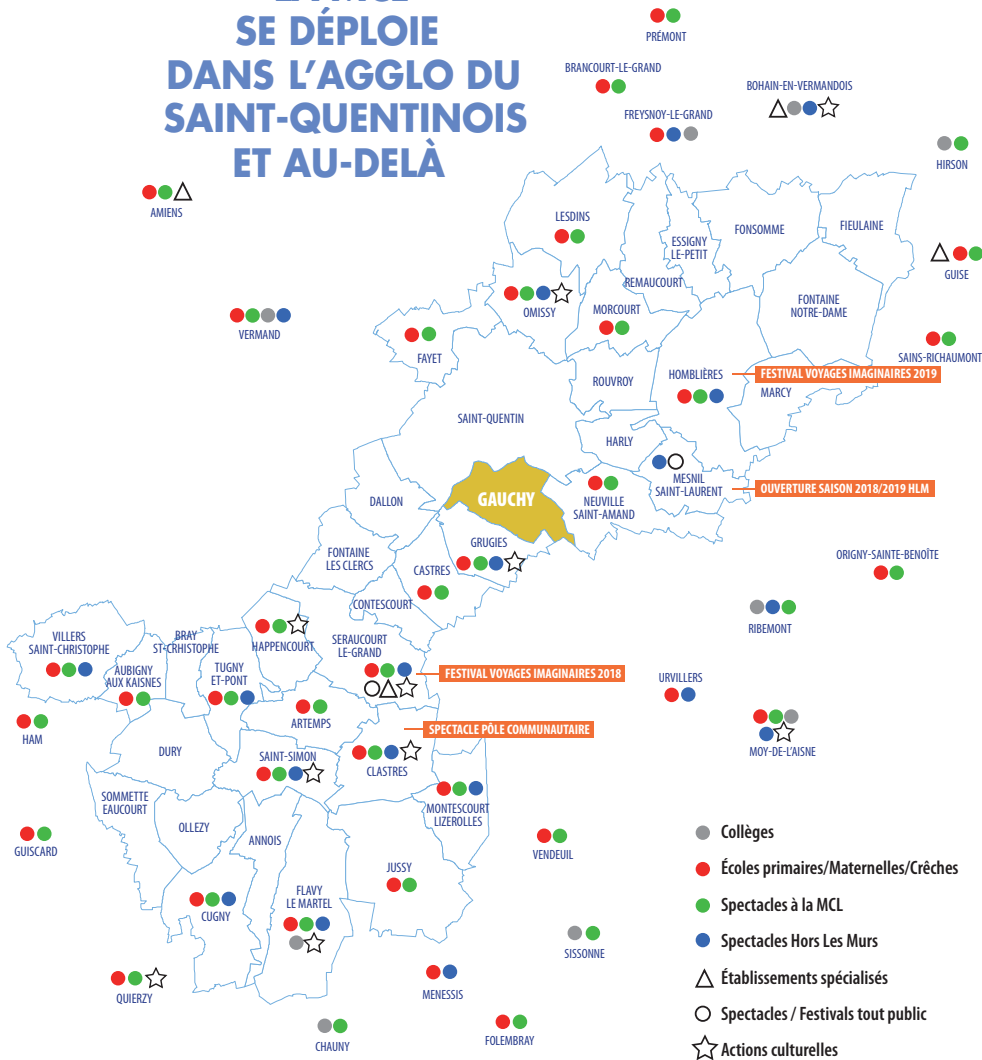 SE DÉPLOIE
DANS L'AGGLO DU
SAINT-QUENTINOIS
ET AU-DELÀ
PRÉMONT
BRANCOURT-LE-GRAND
BOHAIN-EN-VERMANDOIS
FREYSNOY-LE-GRAND
HIRSON
AMIENS
LESDINS
ESSIGNY
LE-PETIT
FONSOMME
FIEULAINE
GUISE
REMAUCOURT
OMISSY
MORCOURT
FONTAINE
NOTRE-DAME
VERMAND
FAYET
SAINS-RICHAUMONT
ROUVROY
HOMBLIÈRES
FESTIVAL VOYAGES IMAGINAIRES 2019
MARCY
SAINT-QUENTIN
HARLY
MESNIL
SAINT-LAURENT
OUVERTURE SAISON 2018/2019 HLM
GAUCHY
NEUVILLE
SAINT-AMAND
DALLON
GRUGIES
FONTAINE
LES CLERCS
CASTRES
ORIGNY-SAINTE-BENOÎTE
CONTESCOURT
RIBEMONT
VILLERS
SAINT-CHRISTOPHE
BRAY
ST-CRHISTOPHE
HAPPENCOURT
SERAUCOURT
LE-GRAND
AUBIGNY
AUX KAISNES
TUGNY
ET-PONT
FESTIVAL VOYAGES IMAGINAIRES 2018
URVILLERS
ARTEMPS
SPECTACLE PÔLE COMMUNAUTAIRE
HAM
DURY
SAINT-SIMON
CLASTRES
MOY-DE-L'AISNE
SOMMETTE
EAUCOURT
MONTESCOURT
LIZEROLLES
OLLEZY
ANNOIS
GUISCARD
VENDEUIL
JUSSY
CUGNY
FLAVY
LE MARTEL
SISSONNE
QUIERZY
MENESSIS
CHAUNY
FOLEMBRAY
Collèges
Écoles primaires/Maternelles/Crêches
Spectacles à la MCL
Spectacles Hors Les Murs
Établissements spécialisés
Spectacles / Festivals tout public
Actions culturelles